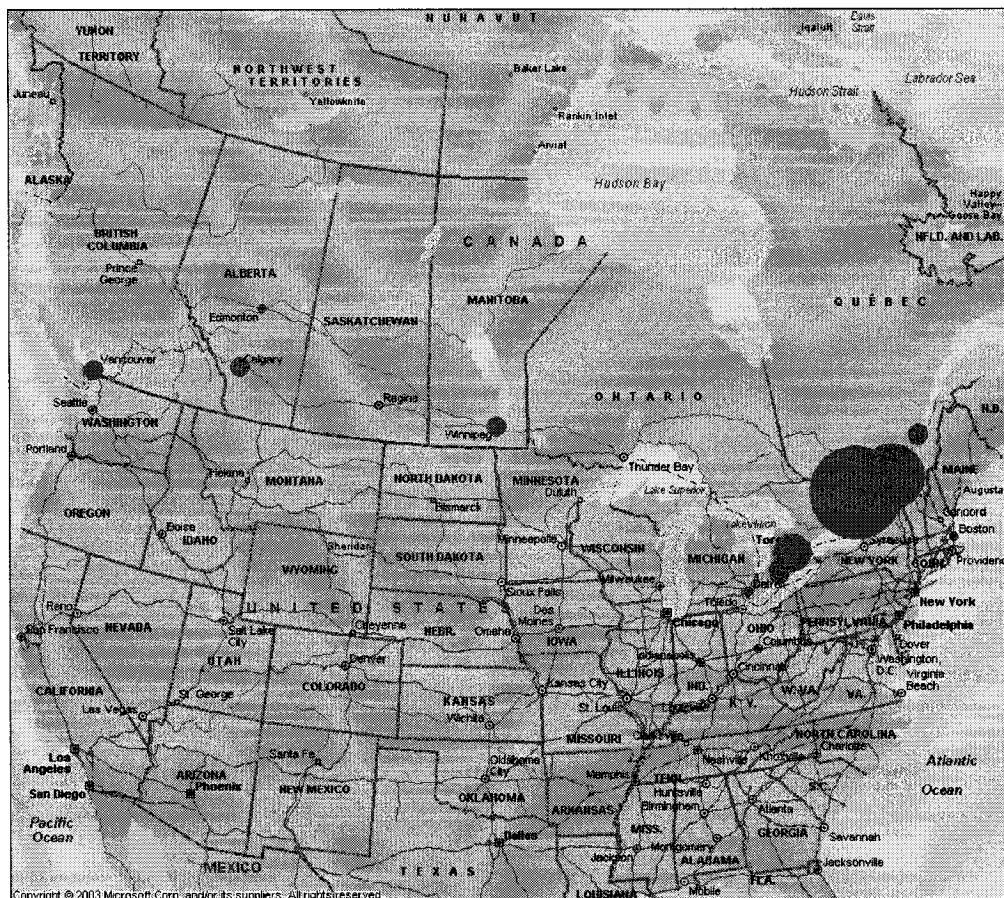 NUNAVUT
Iqaluit
Davis
Strait
YUKON
TERRITORY
NORTHWEST
TERRITORIES
Baker Lake
Labrador Sea
Hudson Strait
Juneau
Yellowknife
Rankin Inlet
Arviat
ALASKA
Hudson Bay
Happy
Valley-
Goose Bay
NFLD. AND LAB.
BRITISH
COLUMBIA
CANADA
Prince
George
ALBERTA
MANITOBA
QUÉBEC
Edmonton
SASKATCHEWAN
Vancouver
Calgary
Seattle
WASHINGTON
Regina
ONTARIO
N.B.
Winnipeg
Portland
Helena
MONTANA
NORTH DAKOTA
MINNESOTA
Thunder Bay
MAINE
Duluth
Lake Superior
Augusta
Bismarck
OREGON
Boise
IDAHO
Concord
Boston
Sheridan
SOUTH DAKOTA
Minneapolis
WISCONSIN
MICHIGAN
NEW YORK
CONN.
Providence
WYOMING
Milwaukee
Sioux Falls
Toledo
New York
Reno
NEVADA
UNITED STATES
Chicago
PENNSYLVANIA
Philadelphia
San Francisco
Salt Lake
City
Cheyenne
NEBR.
Omaha
Des
Moines
IOWA
OHIO
Columbus
Dover
Washington,
D.C.
UTAH
Denver
Indianapolis
Cincinnati
CALIFORNIA
St. George
COLORADO
KANSAS
Kansas City
ILLINOIS
IND.
W. VA.
VA.
Virginia
Beach
Las Vegas
Wichita
St. Louis
Louisville
KY.
MISSOURI
Clarksville
NORTH CAROLINA
Los
Angeles
Santa Fe
Oklahoma
City
Nashville
Knoxville
Charlotte
Atlantic
Ocean
San Diego
ARIZONA
Phoenix
NEW MEXICO
OKLAHOMA
Memphis
TENN.
Huntsville
S.C.
ARKANSAS
Birmingham
Atlanta
Pacific
Ocean
MISS.
GEORGIA
Dallas
Montgomery
Savannah
Jackson
ALABAMA
MEXICO
TEXAS
Jacksonville
LOUISIANA
Mobile
FLA.
Copyright © 2003 Microsoft Corp. and/or its suppliers. All rights reserved